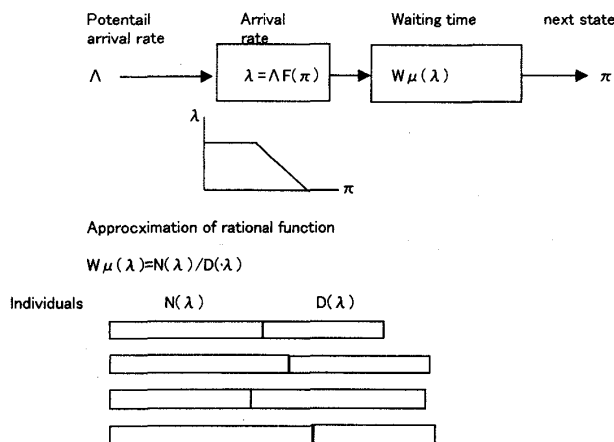 Potentail Arrival Waiting time next state
arrival rate rate
Λ λ=ΛF(π) Wμ(λ) π
λ
π
Approcximation of rational function
Wμ(λ)=N(λ)/D(·λ)
Individuals N(λ) D(λ)